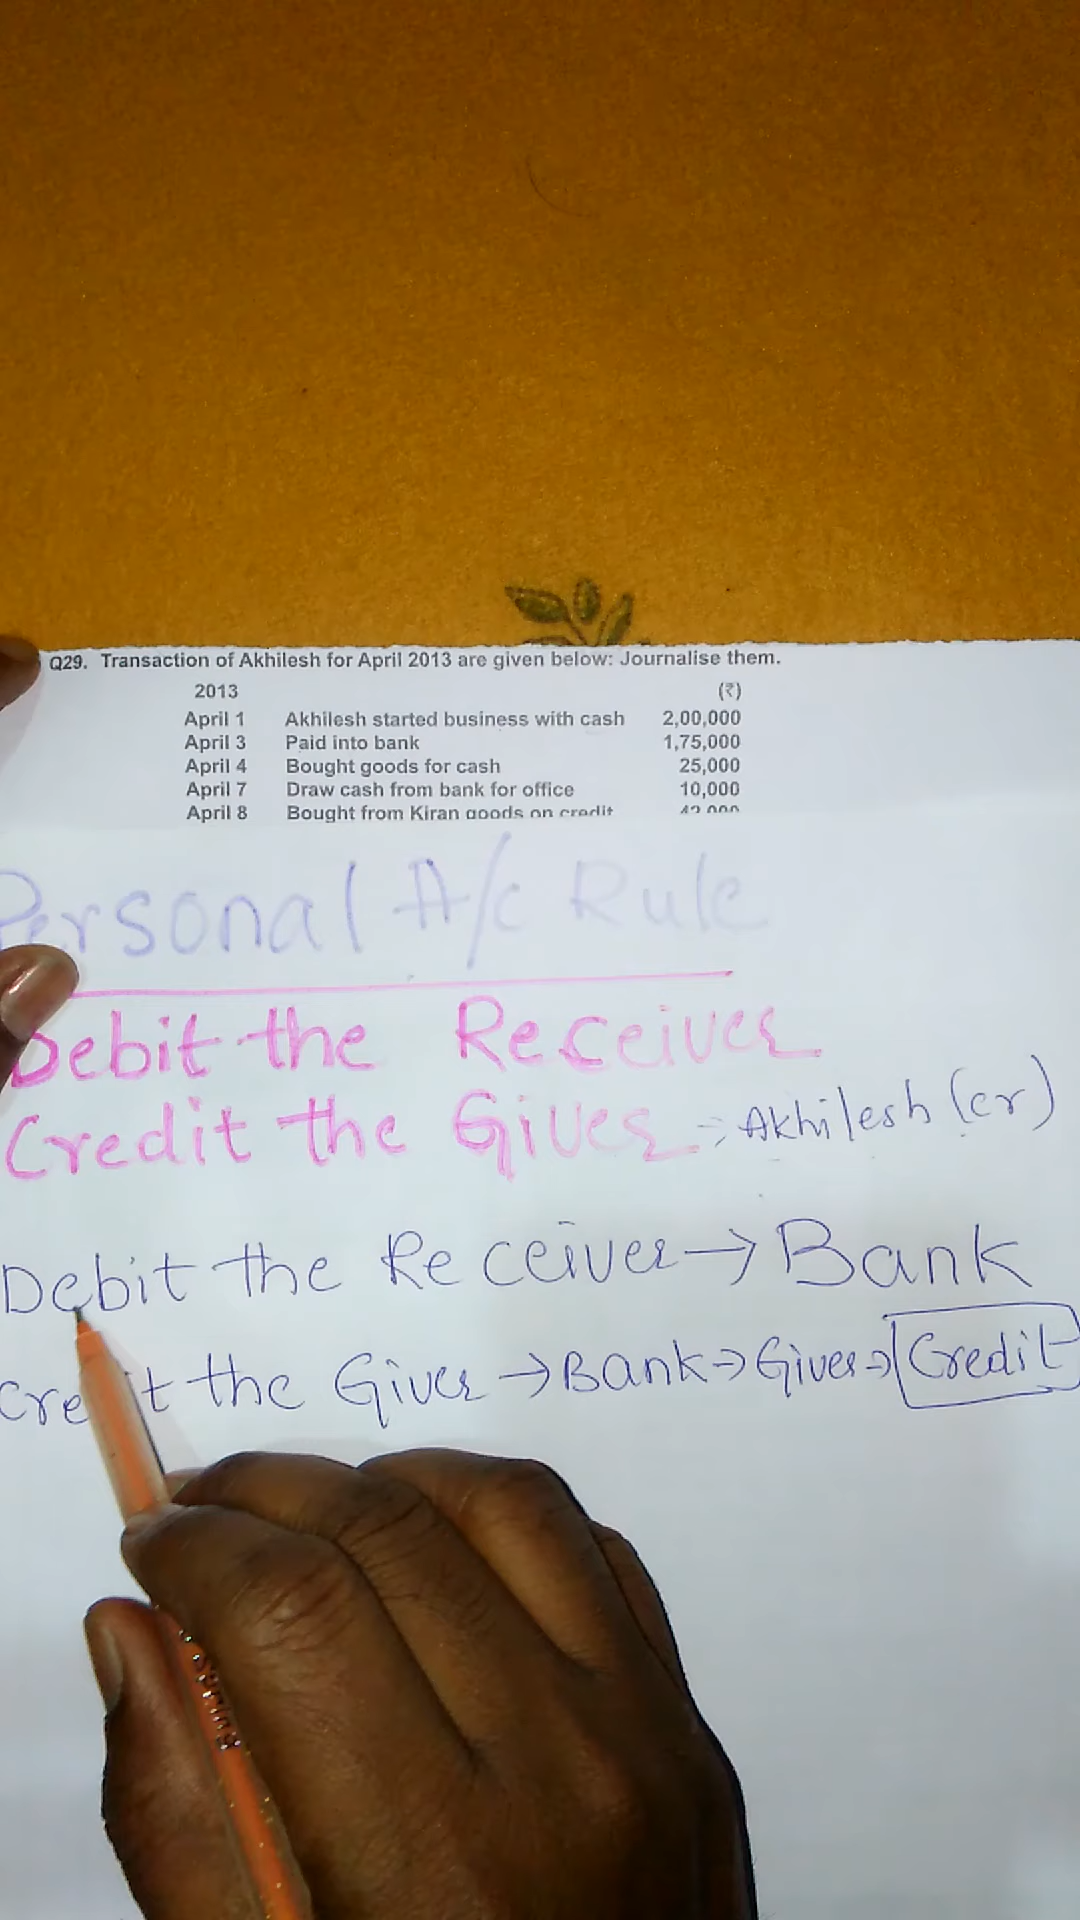 Q29. Transaction of Akhilesh for April 2013 are given below: Journalise them.
2013 (₹)
April 1 Akhilesh started business with cash 2,00,000
April 3 Paid into bank 1,75,000
April 4 Bought goods for cash 25,000
April 7 Draw cash from bank for office 10,000
April 8 Bought from Kiran goods on credit
Personal A/c Rule
Debit the Receiver
Credit the Giver Akhilesh (cr)
Debit the Receiver → Bank
Credit the Giver → Bank → Giver → Credit
Spring